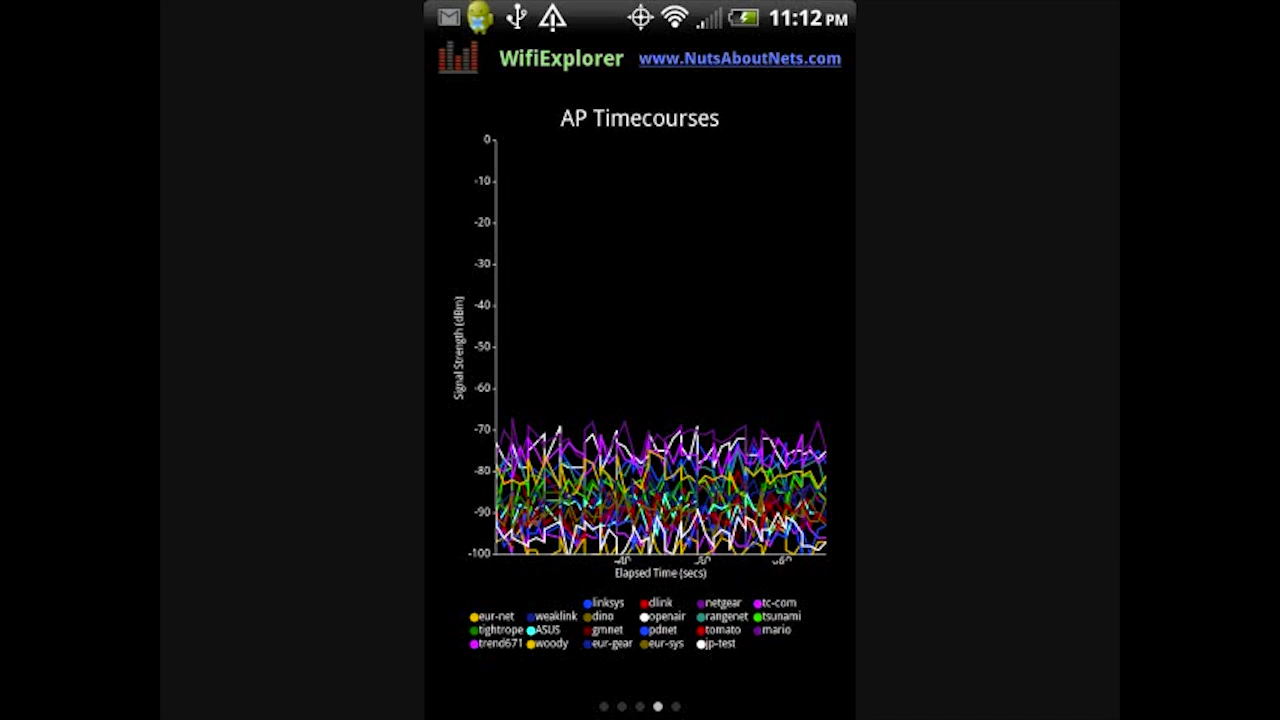 11:12 PM
WifiExplorer www.NutsAboutNets.com
AP Timecourses
0
-10
-20
-30
-40
-50
-60
-70
-80
-90
-100
Signal Strength (dBm)
Elapsed Time (secs)
linksys dlink netgear tc-com
eur-net weaklink dino openair rangenet tsunami
tightrope ASUS gmnet pdnet tomato mario
trend671 woody eur-gear eur-sys jp-test